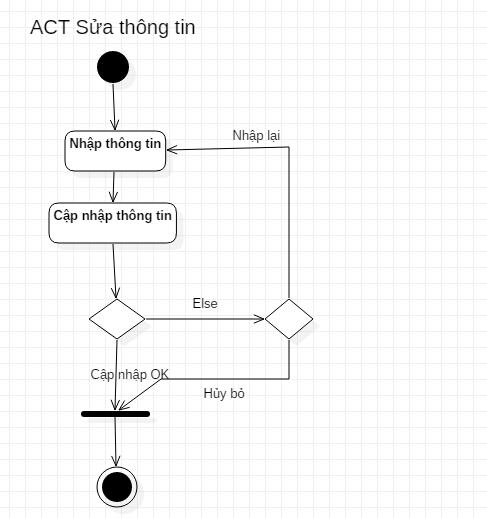 ACT Sửa thông tin
Nhập lại
Nhập thông tin
Cập nhập thông tin
Else
Cập nhập OK
Hủy bỏ